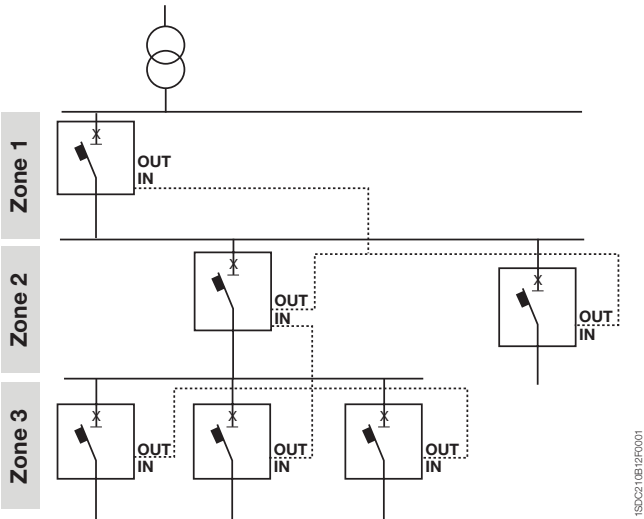 Zone 1
OUT
IN
Zone 2
OUT
IN
OUT
IN
Zone 3
OUT
IN
OUT
IN
OUT
IN
1SDC210B12F0001